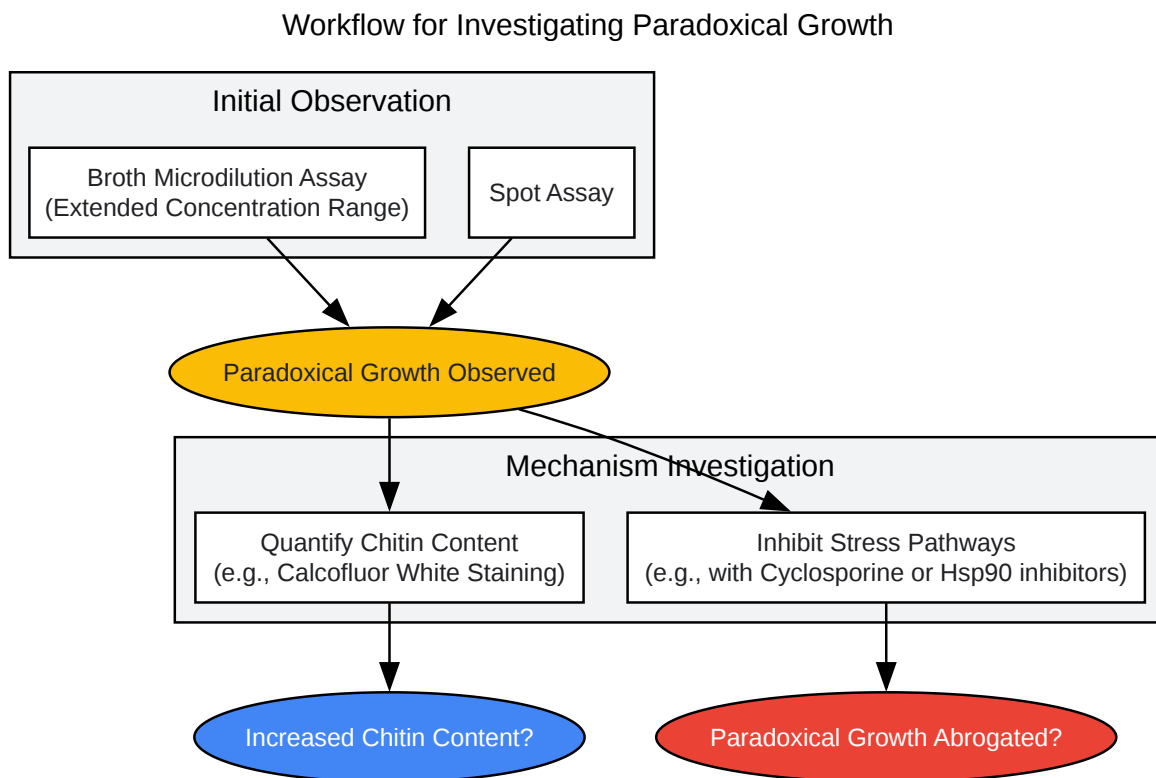 Workflow for Investigating Paradoxical Growth
Initial Observation
Broth Microdilution Assay
(Extended Concentration Range)
Spot Assay
Paradoxical Growth Observed
Mechanism Investigation
Quantify Chitin Content
(e.g., Calcofluor White Staining)
Inhibit Stress Pathways
(e.g., with Cyclosporine or Hsp90 inhibitors)
Increased Chitin Content?
Paradoxical Growth Abrogated?